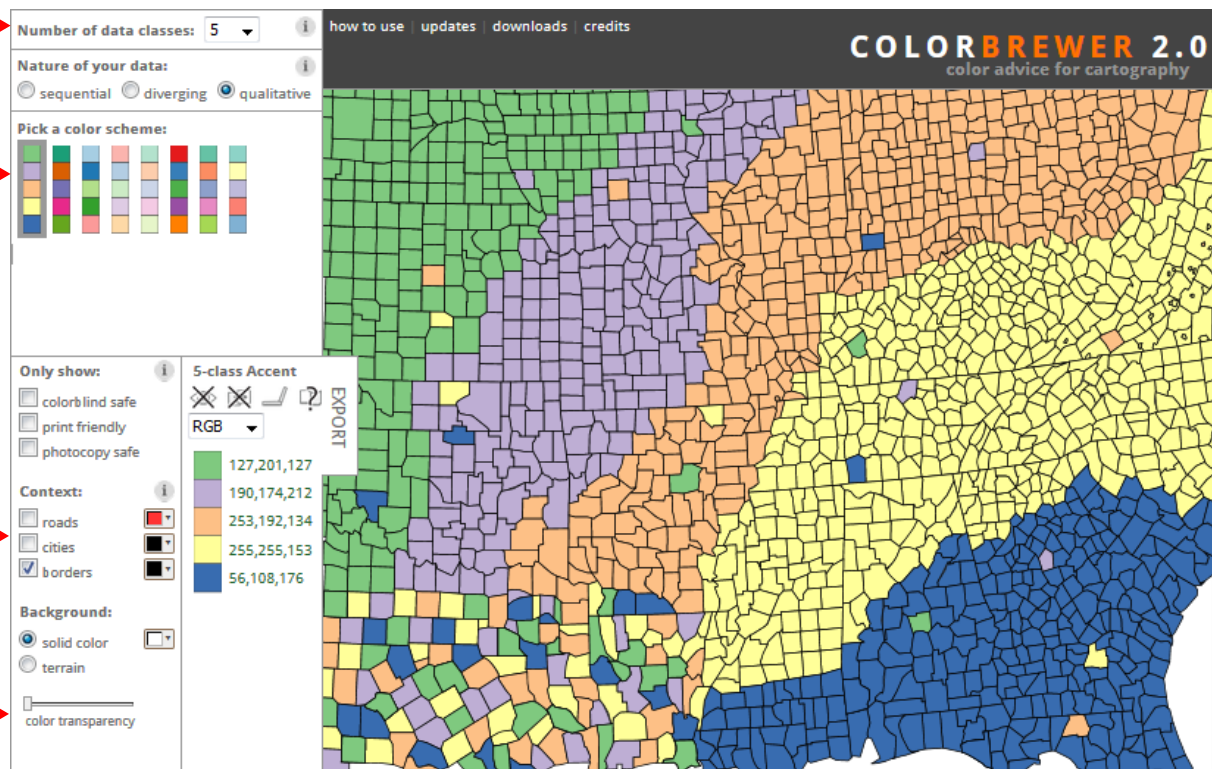 Number of data classes: 5
how to use | updates | downloads | credits
COLORBREWER 2.0
color advice for cartography
Nature of your data:
sequential diverging qualitative
Pick a color scheme:
Only show:
colorblind safe
print friendly
photocopy safe
Context:
roads
cities
borders
Background:
solid color
terrain
color transparency
5-class Accent
RGB
EXPORT
127,201,127
190,174,212
253,192,134
255,255,153
56,108,176